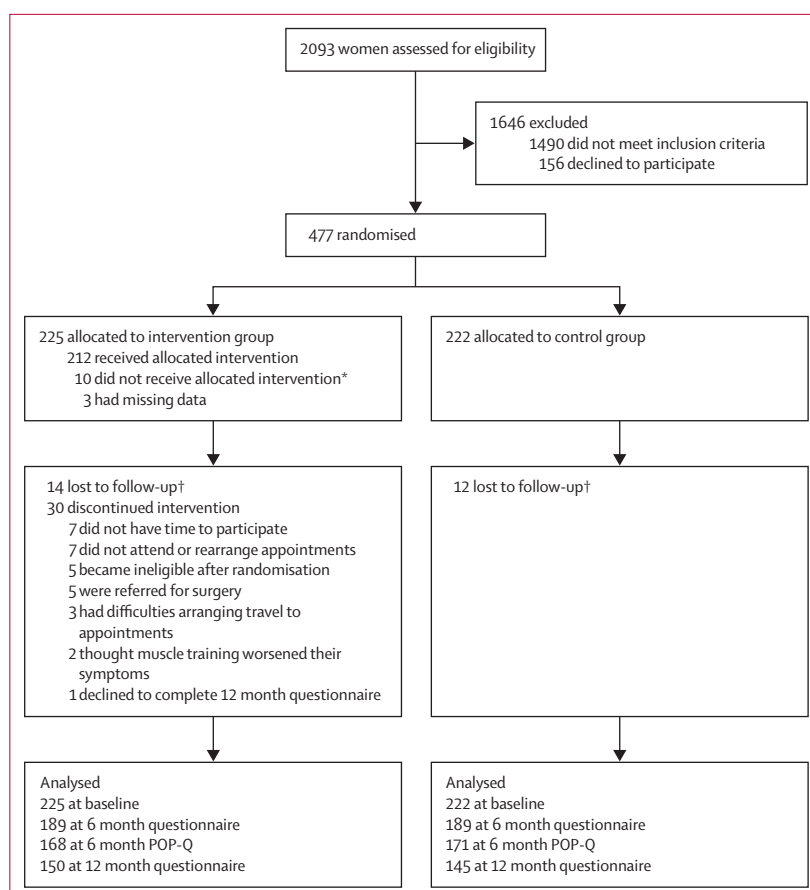 2093 women assessed for eligibility
1646 excluded
1490 did not meet inclusion criteria
156 declined to participate
477 randomised
225 allocated to intervention group
212 received allocated intervention
10 did not receive allocated intervention*
3 had missing data
222 allocated to control group
14 lost to follow-up†
30 discontinued intervention
7 did not have time to participate
7 did not attend or rearrange appointments
5 became ineligible after randomisation
5 were referred for surgery
3 had difficulties arranging travel to
appointments
2 thought muscle training worsened their
symptoms
1 declined to complete 12 month questionnaire
12 lost to follow-up†
Analysed
225 at baseline
189 at 6 month questionnaire
168 at 6 month POP-Q
150 at 12 month questionnaire
Analysed
222 at baseline
189 at 6 month questionnaire
171 at 6 month POP-Q
145 at 12 month questionnaire